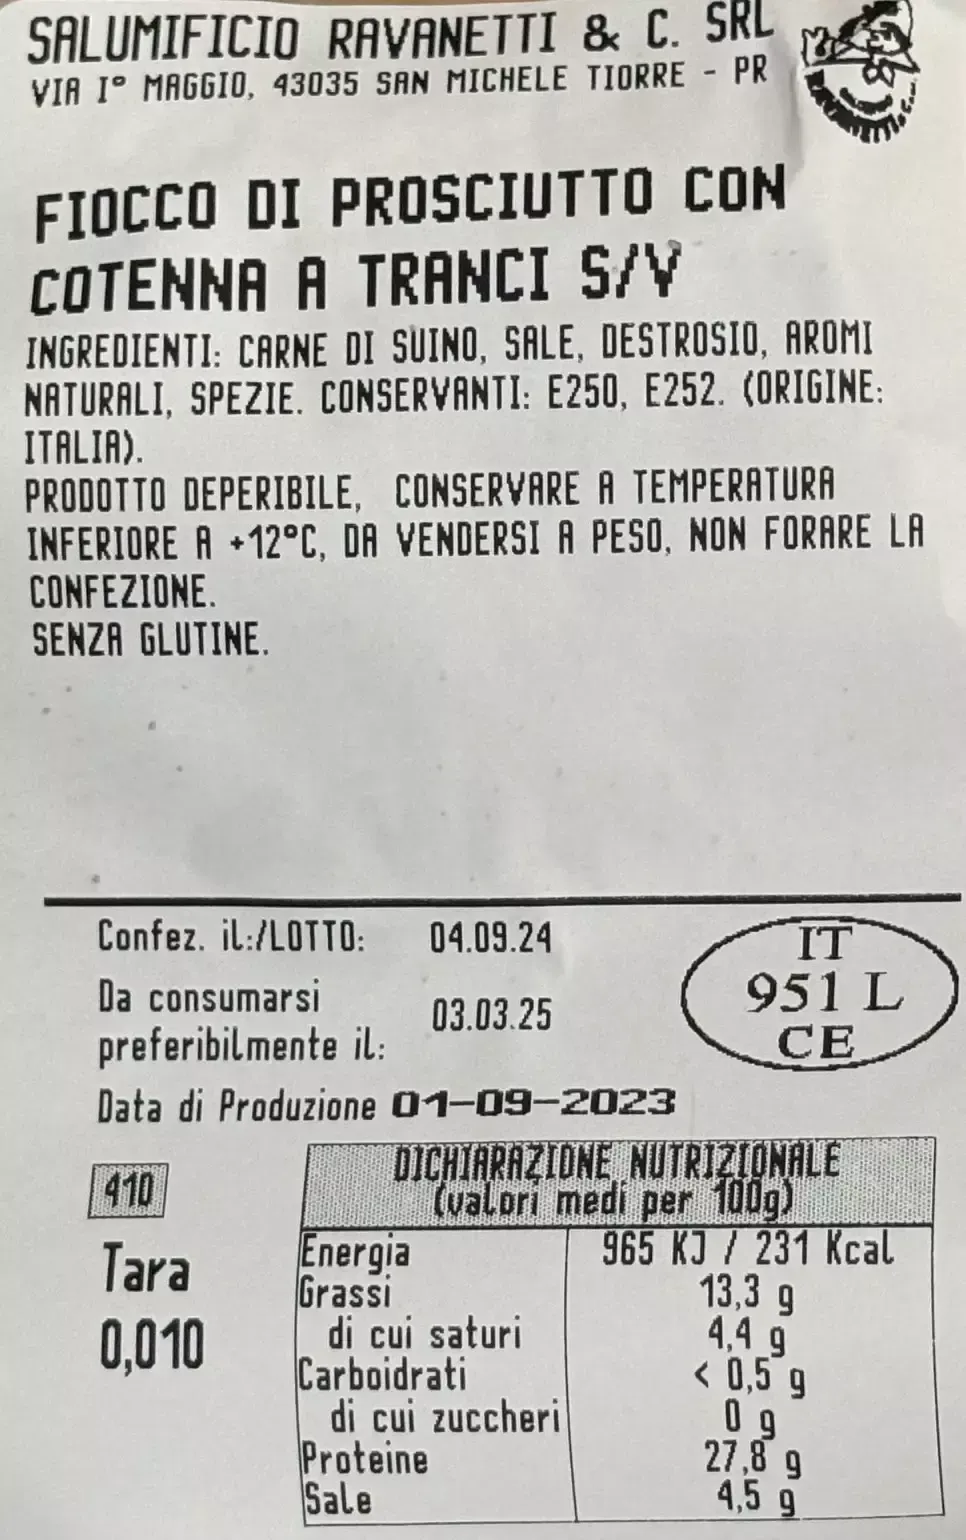 SALUMIFICIO RAVANETTI & C. SRL
VIA I° MAGGIO, 43035 SAN MICHELE TIORRE - PR
FIOCCO DI PROSCIUTTO CON
COTENNA A TRANCI S/V
INGREDIENTI: CARNE DI SUINO, SALE, DESTROSIO, AROMI
NATURALI, SPEZIE. CONSERVANTI: E250, E252. (ORIGINE:
ITALIA).
PRODOTTO DEPERIBILE, CONSERVARE A TEMPERATURA
INFERIORE A +12°C, DA VENDERSI A PESO, NON FORARE LA
CONFEZIONE.
SENZA GLUTINE.
Confez. il:/LOTTO: 04.09.24
Da consumarsi
preferibilmente il: 03.03.25
IT
951 L
CE
Data di Produzione 01-09-2023
410
Tara
0,010
DICHIARAZIONE NUTRIZIONALE
(valori medi per 100g)
Energia 965 KJ / 231 Kcal
Grassi 13,3 g
di cui saturi 4,4 g
Carboidrati < 0,5 g
di cui zuccheri 0 g
Proteine 27,8 g
Sale 4,5 g